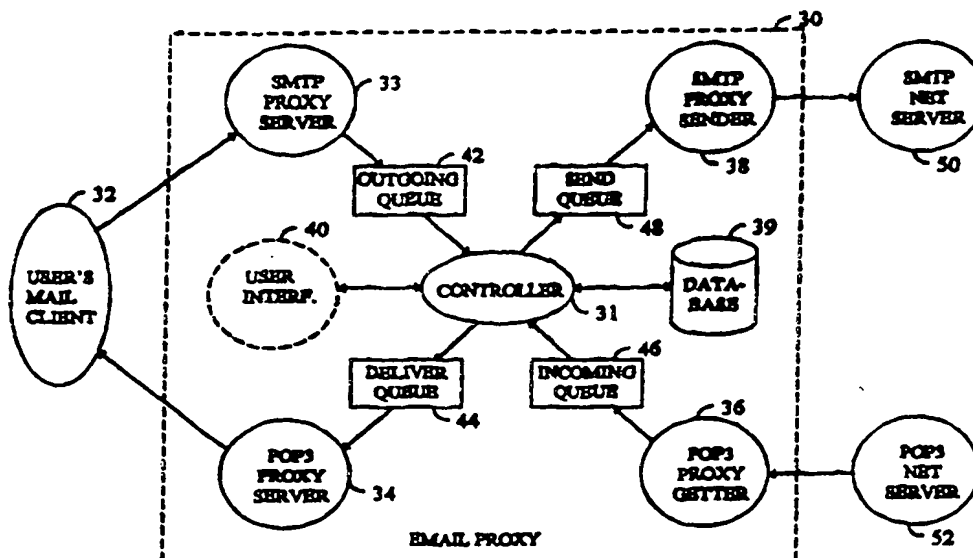 30
SMTP
PROXY
SERVER
33
SMTP
PROXY
SENDER
38
SMTP
NET
SERVER
50
42
OUTGOING
QUEUE
SEND
QUEUE
48
32
USER'S
MAIL
CLIENT
40
USER
INTERF.
CONTROLLER
31
39
DATA-
BASE
DELIVER
QUEUE
44
46
INCOMING
QUEUE
POP3
PROXY
SERVER
34
36
POP3
PROXY
GETTER
POP3
NET
SERVER
52
EMAIL PROXY